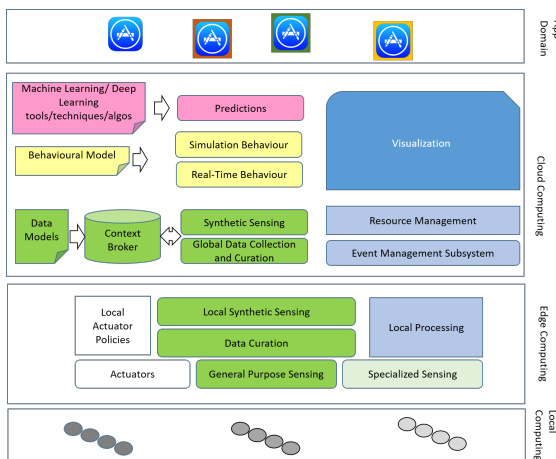 App
Domain
Machine Learning/ Deep
Learning
tools/techniques/algos
Predictions
Simulation Behaviour
Behavioural Model
Real-Time Behaviour
Visualization
Cloud Computing
Data
Models
Context
Broker
Synthetic Sensing
Global Data Collection
and Curation
Resource Management
Event Management Subsystem
Local
Actuator
Policies
Local Synthetic Sensing
Data Curation
Local Processing
Edge Computing
Actuators
General Purpose Sensing
Specialized Sensing
Local
Computing